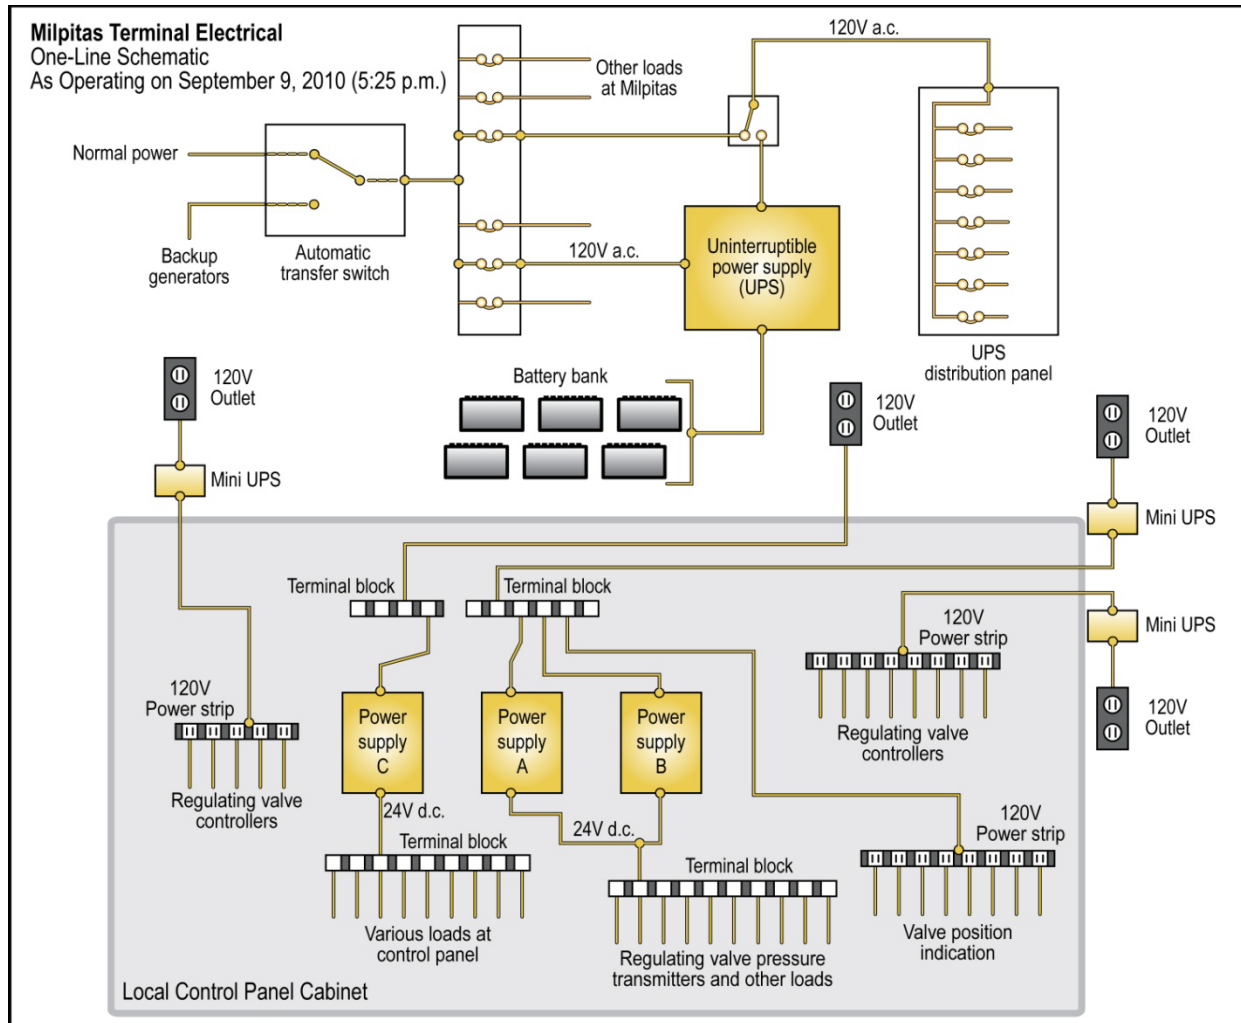 Milpitas Terminal Electrical
One-Line Schematic
As Operating on September 9, 2010 (5:25 p.m.)
120V a.c.
Other loads
at Milpitas
Normal power
Backup
generators
Automatic
transfer switch
120V a.c.
Uninterruptible
power supply
(UPS)
UPS
distribution panel
120V
Outlet
Battery bank
120V
Outlet
120V
Outlet
Mini UPS
Mini UPS
Terminal block
Terminal block
120V
Power strip
Mini UPS
120V
Power strip
Power
supply
C
Power
supply
A
Power
supply
B
120V
Outlet
Regulating valve
controllers
Regulating valve
controllers
24V d.c.
24V d.c.
120V
Power strip
Terminal block
Terminal block
Various loads at
control panel
Regulating valve pressure
transmitters and other loads
Valve position
indication
Local Control Panel Cabinet